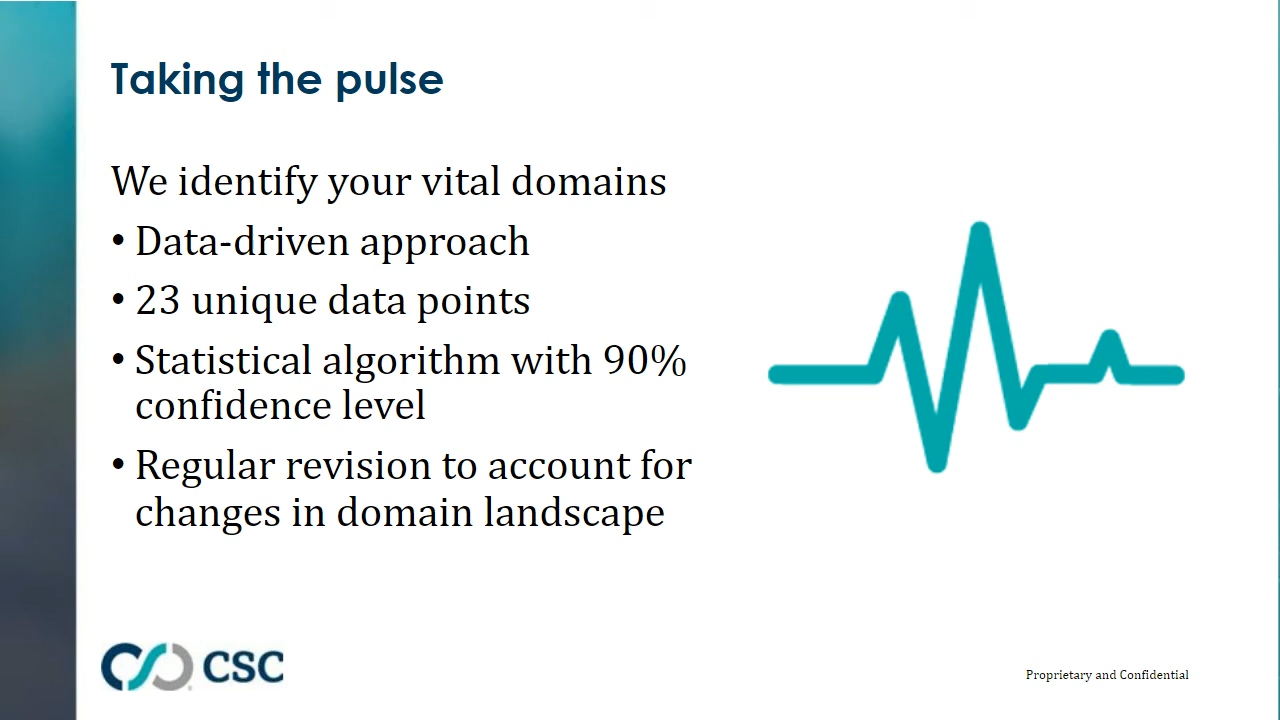 Taking the pulse
We identify your vital domains
• Data-driven approach
• 23 unique data points
• Statistical algorithm with 90%
confidence level
• Regular revision to account for
changes in domain landscape
CSC
Proprietary and Confidential